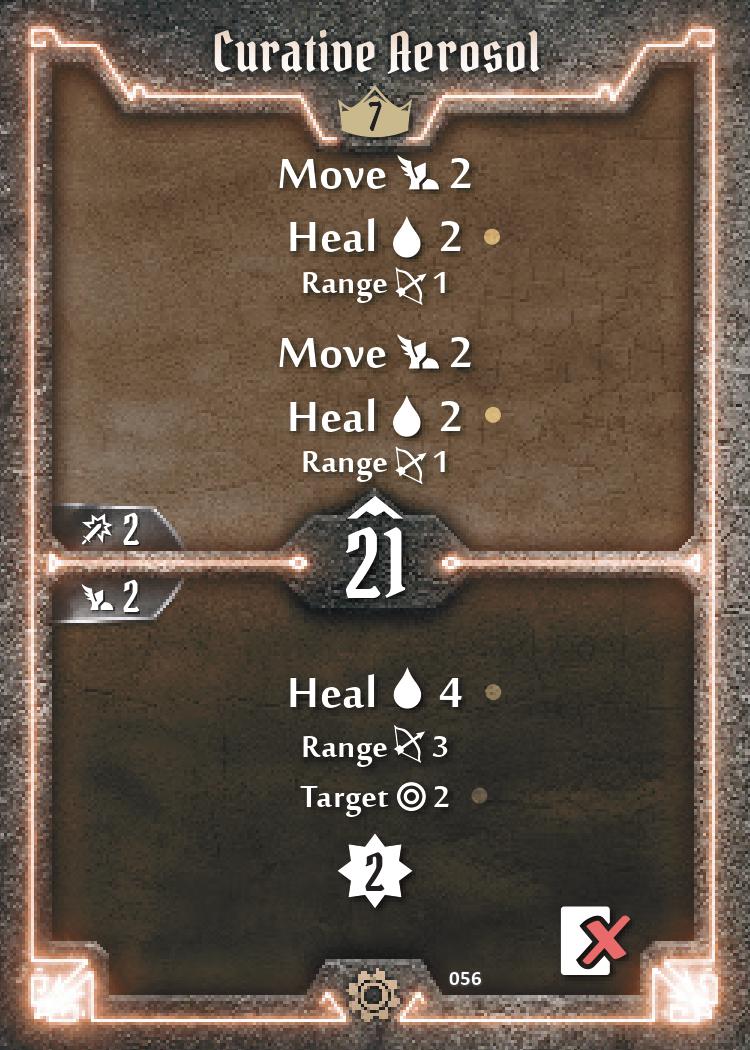 Curative Aerosol
7
Move 2
Heal 2
Range 1
Move 2
Heal 2
Range 1
2
21
2
Heal 4
Range 3
Target 2
2
056